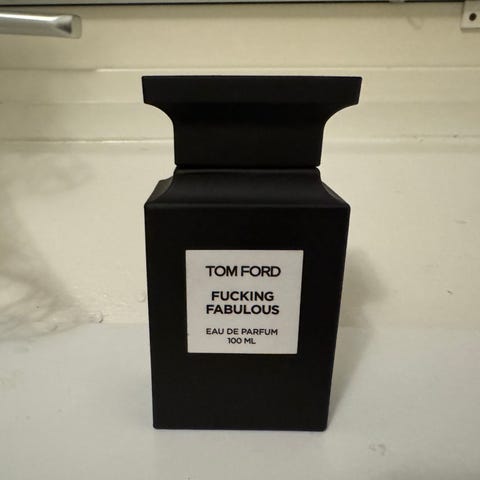 TOM FORD
FUCKING
FABULOUS
EAU DE PARFUM
100 ML